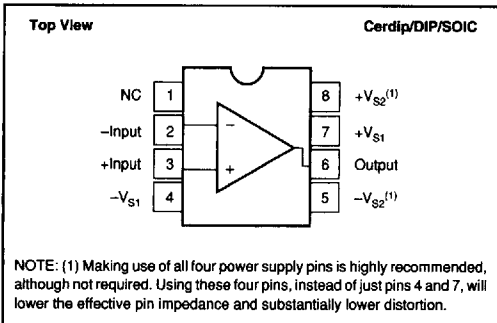 Top View Cerdip/DIP/SOIC
NC 1 8 +VS2(1)
–Input 2 – 7 +VS1
+Input 3 + 6 Output
–VS1 4 5 –VS2(1)
NOTE: (1) Making use of all four power supply pins is highly recommended,
although not required. Using these four pins, instead of just pins 4 and 7, will
lower the effective pin impedance and substantially lower distortion.